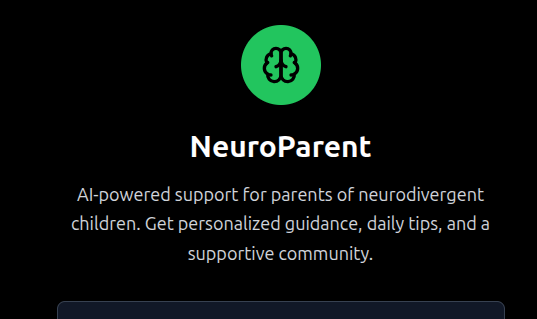 NeuroParent
AI-powered support for parents of neurodivergent
children. Get personalized guidance, daily tips, and a
supportive community.